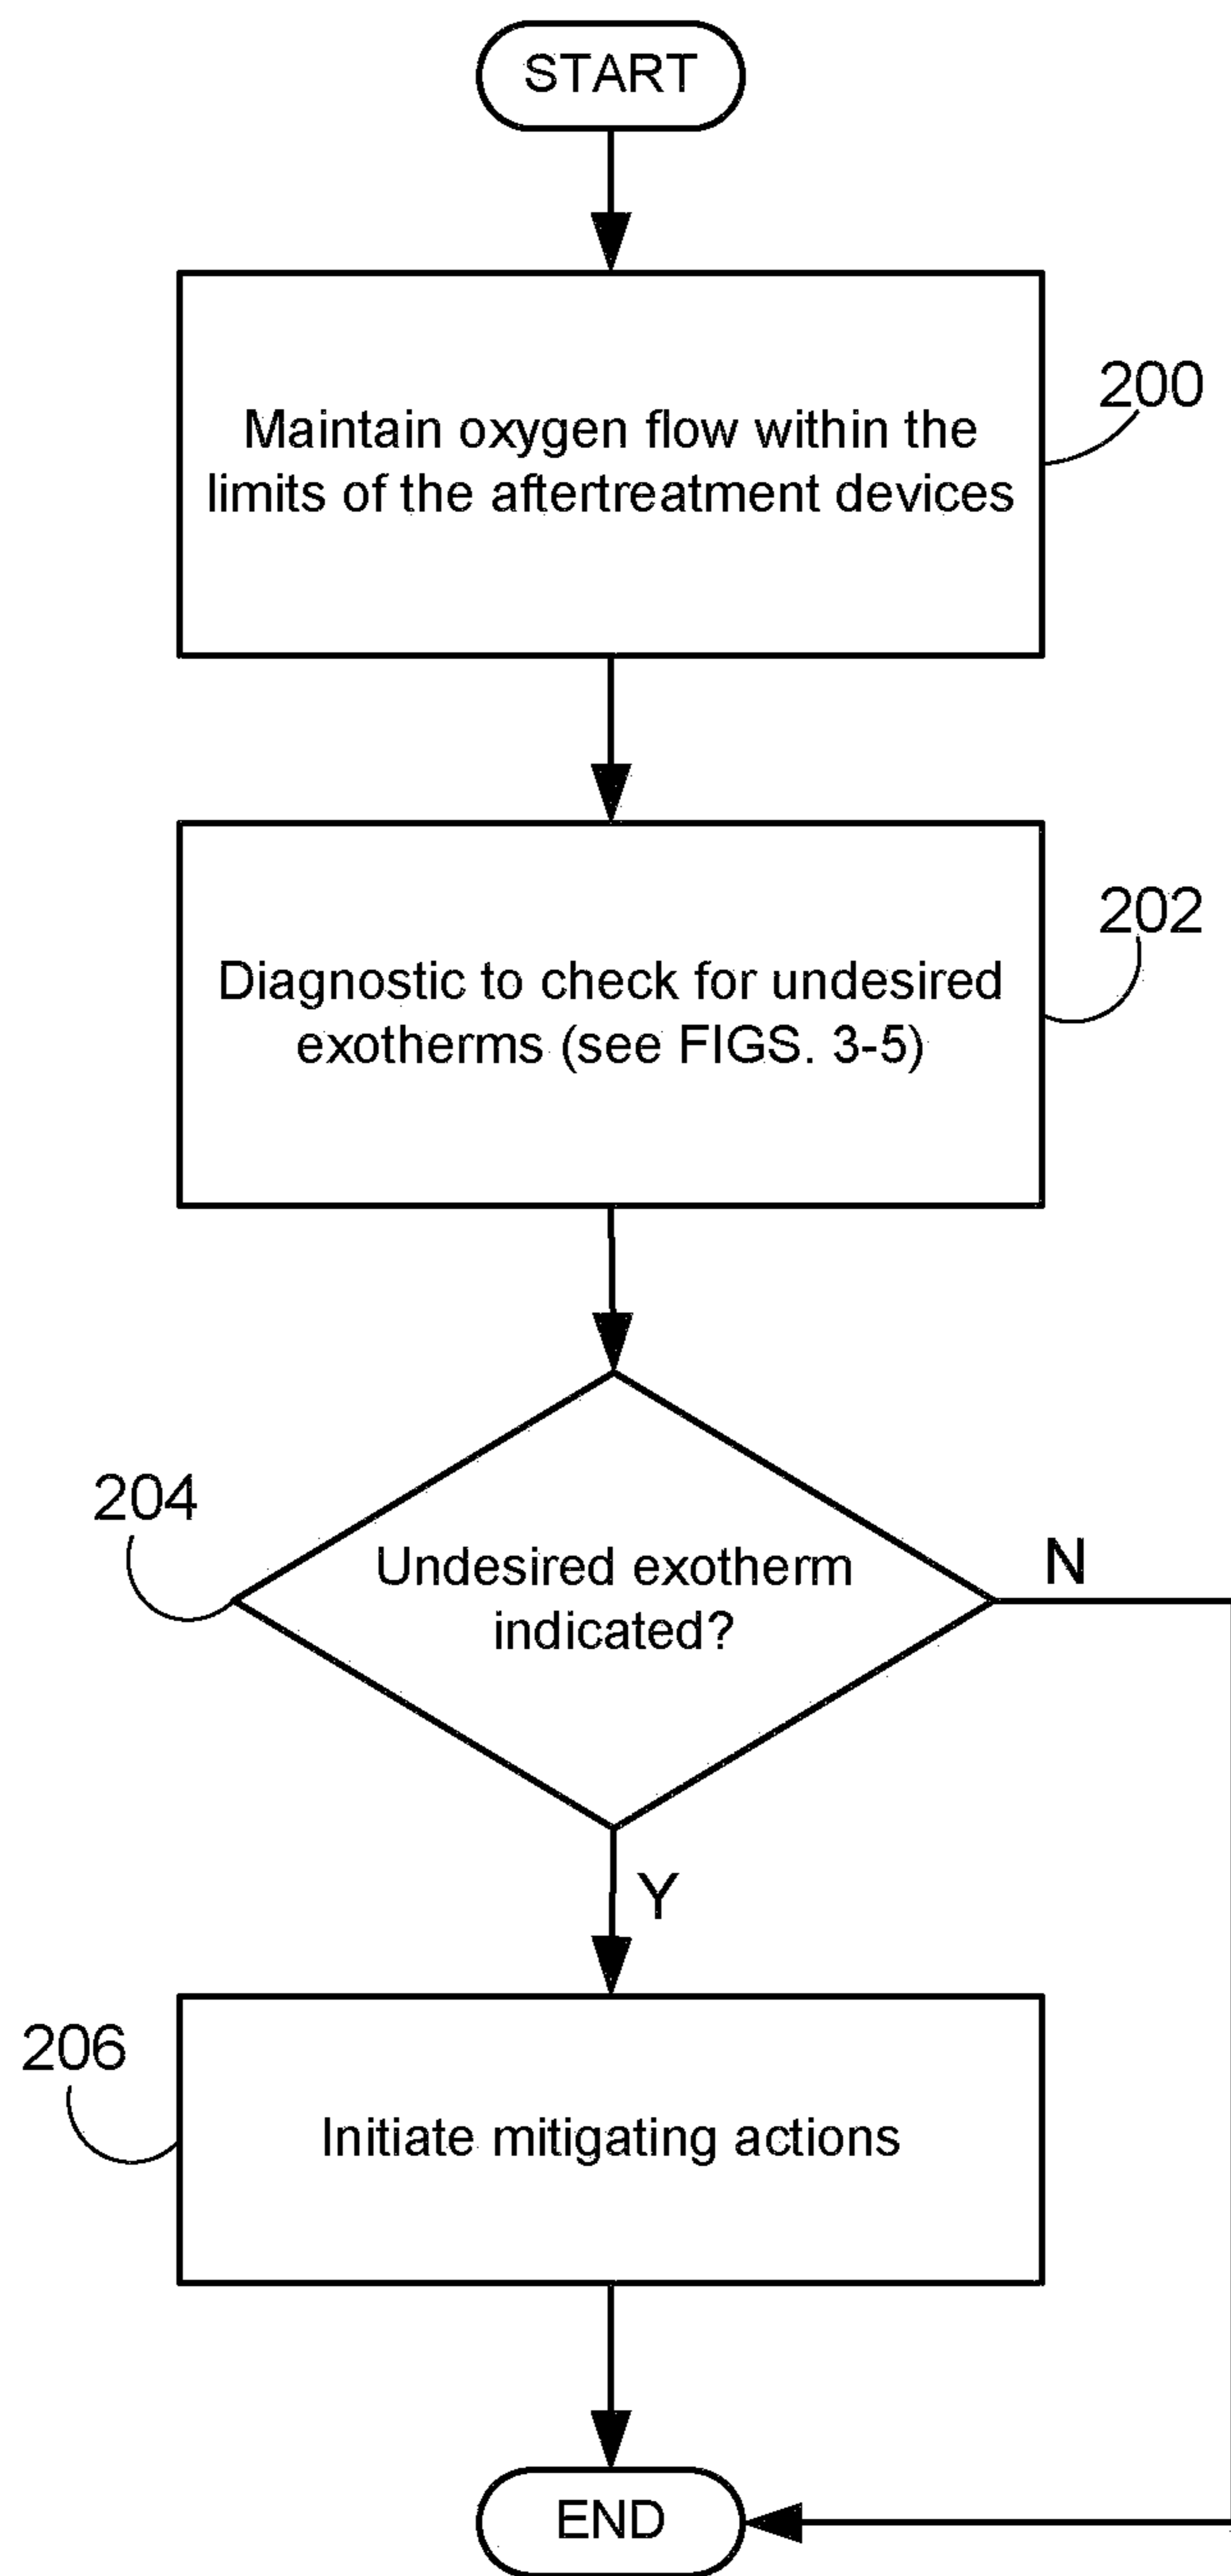 START
Maintain oxygen flow within the
limits of the aftertreatment devices
200
Diagnostic to check for undesired
exotherms (see FIGS. 3-5)
202
204
Undesired exotherm
indicated?
N
Y
206
Initiate mitigating actions
END